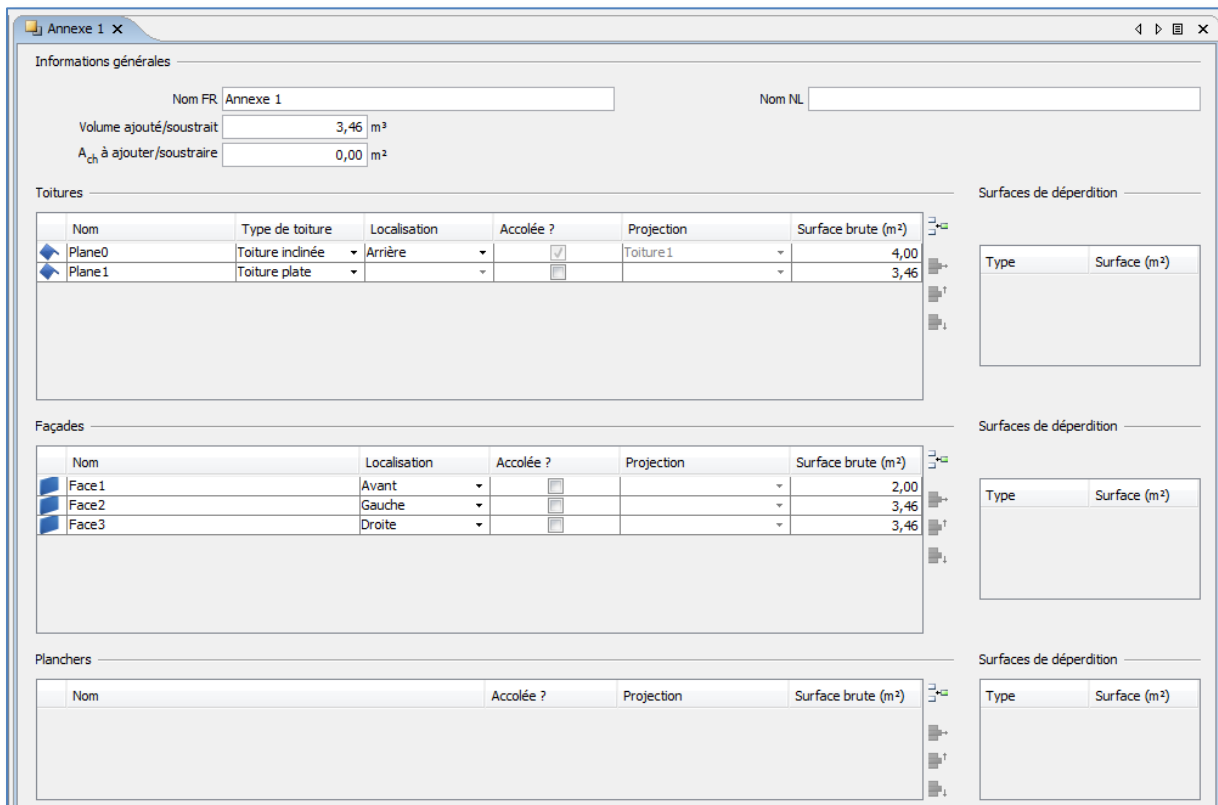 Annexe 1
Informations générales
Nom FR Annexe 1 Nom NL
Volume ajouté/soustrait 3,46 m³
Ach à ajouter/soustraire 0,00 m²
Toitures Surfaces de déperdition
Nom Type de toiture Localisation Accolée ? Projection Surface brute (m²)
Plane0 Toiture inclinée Arrière Toiture1 4,00
Type Surface (m²)
Plane1 Toiture plate 3,46
Façades Surfaces de déperdition
Nom Localisation Accolée ? Projection Surface brute (m²)
Face1 Avant 2,00
Type Surface (m²)
Face2 Gauche 3,46
Face3 Droite 3,46
Planchers Surfaces de déperdition
Nom Accolée ? Projection Surface brute (m²) Type Surface (m²)